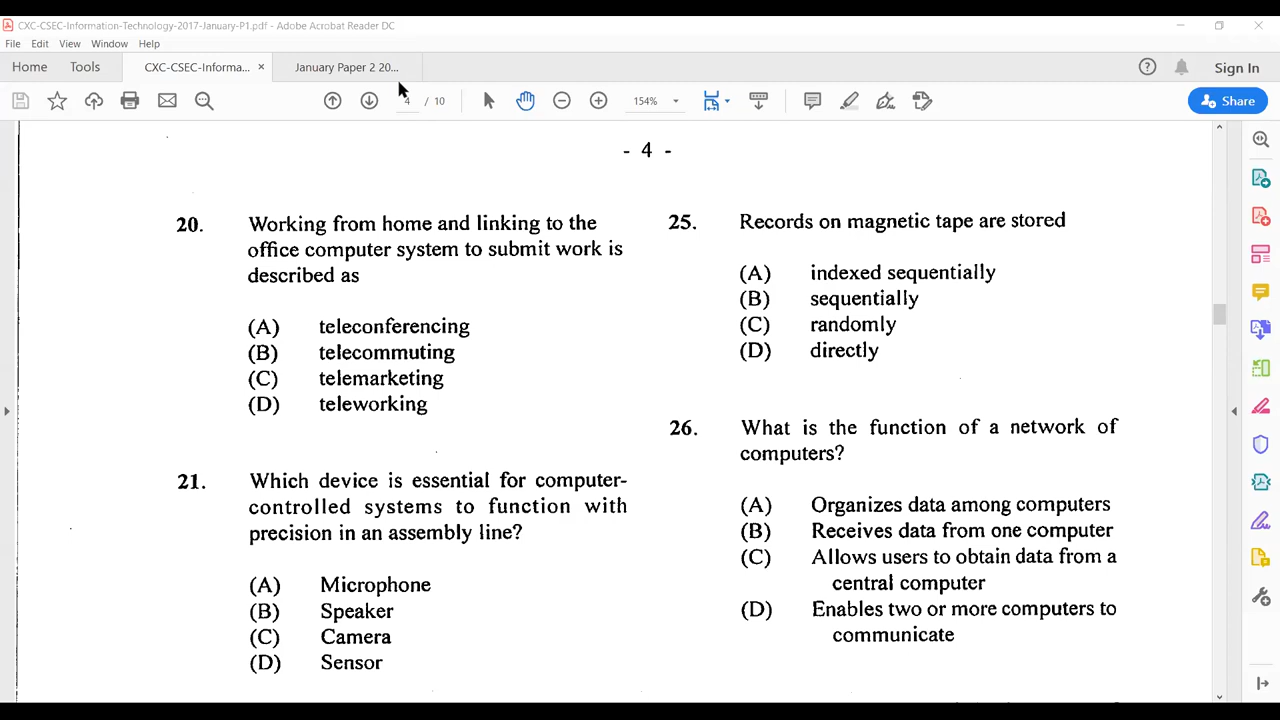 CXC-CSEC-Information-Technology-2017-January-P1.pdf - Adobe Acrobat Reader DC
File Edit View Window Help
Home Tools CXC-CSEC-Informa... × January Paper 2 20... Sign In
4 / 10 154% Share
- 4 -
20. Working from home and linking to the
office computer system to submit work is
described as
(A) teleconferencing
(B) telecommuting
(C) telemarketing
(D) teleworking
21. Which device is essential for computer-
controlled systems to function with
precision in an assembly line?
(A) Microphone
(B) Speaker
(C) Camera
(D) Sensor
25. Records on magnetic tape are stored
(A) indexed sequentially
(B) sequentially
(C) randomly
(D) directly
26. What is the function of a network of
computers?
(A) Organizes data among computers
(B) Receives data from one computer
(C) Allows users to obtain data from a
central computer
(D) Enables two or more computers to
communicate